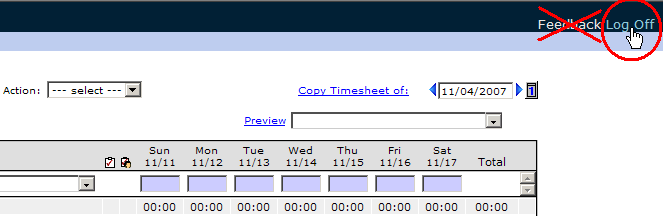 Feedback Log Off
Action: --- select --- Copy Timesheet of: 11/04/2007
Preview
Sun Mon Tue Wed Thu Fri Sat
11/11 11/12 11/13 11/14 11/15 11/16 11/17 Total
00:00 00:00 00:00 00:00 00:00 00:00 00:00 00:00